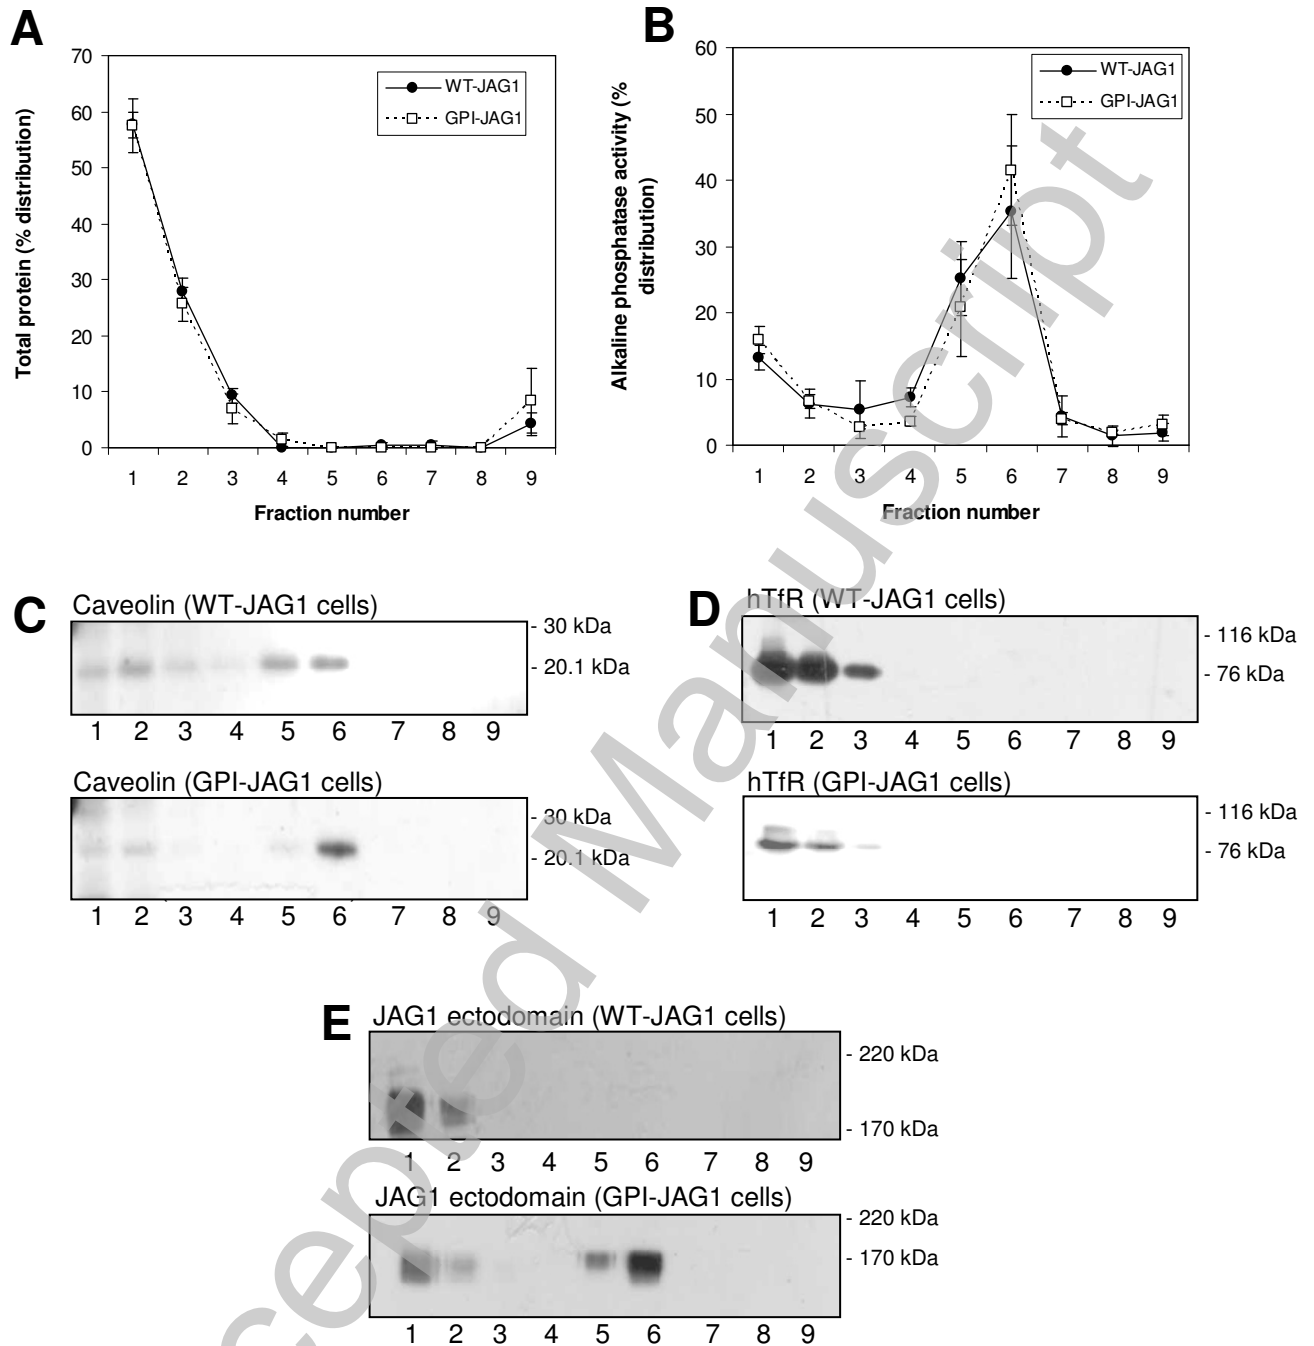 A
70
60
50
40
30
20
10
0
Total protein (% distribution)
WT-JAG1
GPI-JAG1
1 2 3 4 5 6 7 8 9
Fraction number
B
60
50
40
30
20
10
0
Alkaline phosphatase activity (%
distribution)
WT-JAG1
GPI-JAG1
1 2 3 4 5 6 7 8 9
Fraction number
C
Caveolin (WT-JAG1 cells)
- 30 kDa
- 20.1 kDa
1 2 3 4 5 6 7 8 9
Caveolin (GPI-JAG1 cells)
- 30 kDa
- 20.1 kDa
1 2 3 4 5 6 7 8 9
D
hTfR (WT-JAG1 cells)
- 116 kDa
- 76 kDa
1 2 3 4 5 6 7 8 9
hTfR (GPI-JAG1 cells)
- 116 kDa
- 76 kDa
1 2 3 4 5 6 7 8 9
E
JAG1 ectodomain (WT-JAG1 cells)
- 220 kDa
- 170 kDa
1 2 3 4 5 6 7 8 9
JAG1 ectodomain (GPI-JAG1 cells)
- 220 kDa
- 170 kDa
1 2 3 4 5 6 7 8 9
cepted Manuscript